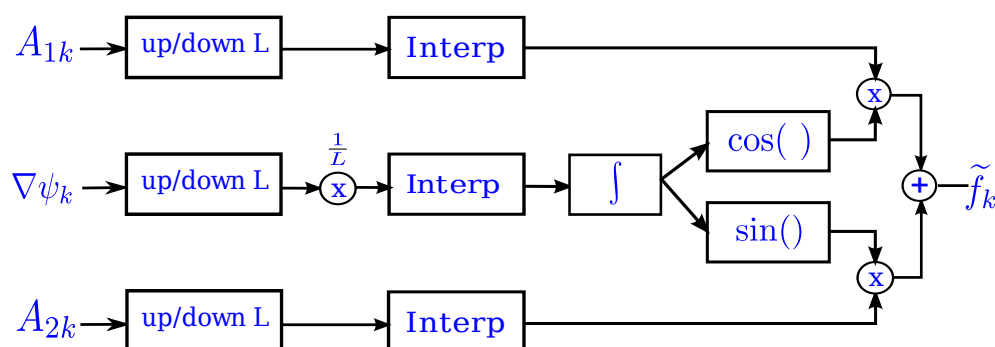 A₁ₖ up/down L Interp x
1/L cos( )
∇ψₖ up/down L x Interp ∫ + f̃ₖ
sin()
x
A₂ₖ up/down L Interp